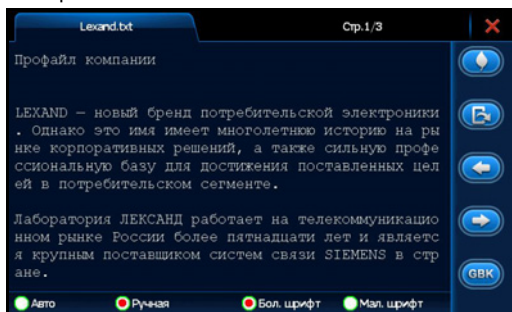 Lexand.txt
Стр.1/3
Профайл компании
LEXAND — новый бренд потребительской электроники
. Однако это имя имеет многолетнюю историю на ры
нке корпоративных решений, а также сильную профе
ссиональную базу для достижения поставленных цел
ей в потребительском сегменте.
Лаборатория ЛЕКСАНД работает на телекоммуникацио
нном рынке России более пятнадцати лет и являетс
я крупным поставщиком систем связи SIEMENS в стр
ане.
GBK
Авто
Ручная
Бол. шрифт
Мал. шрифт